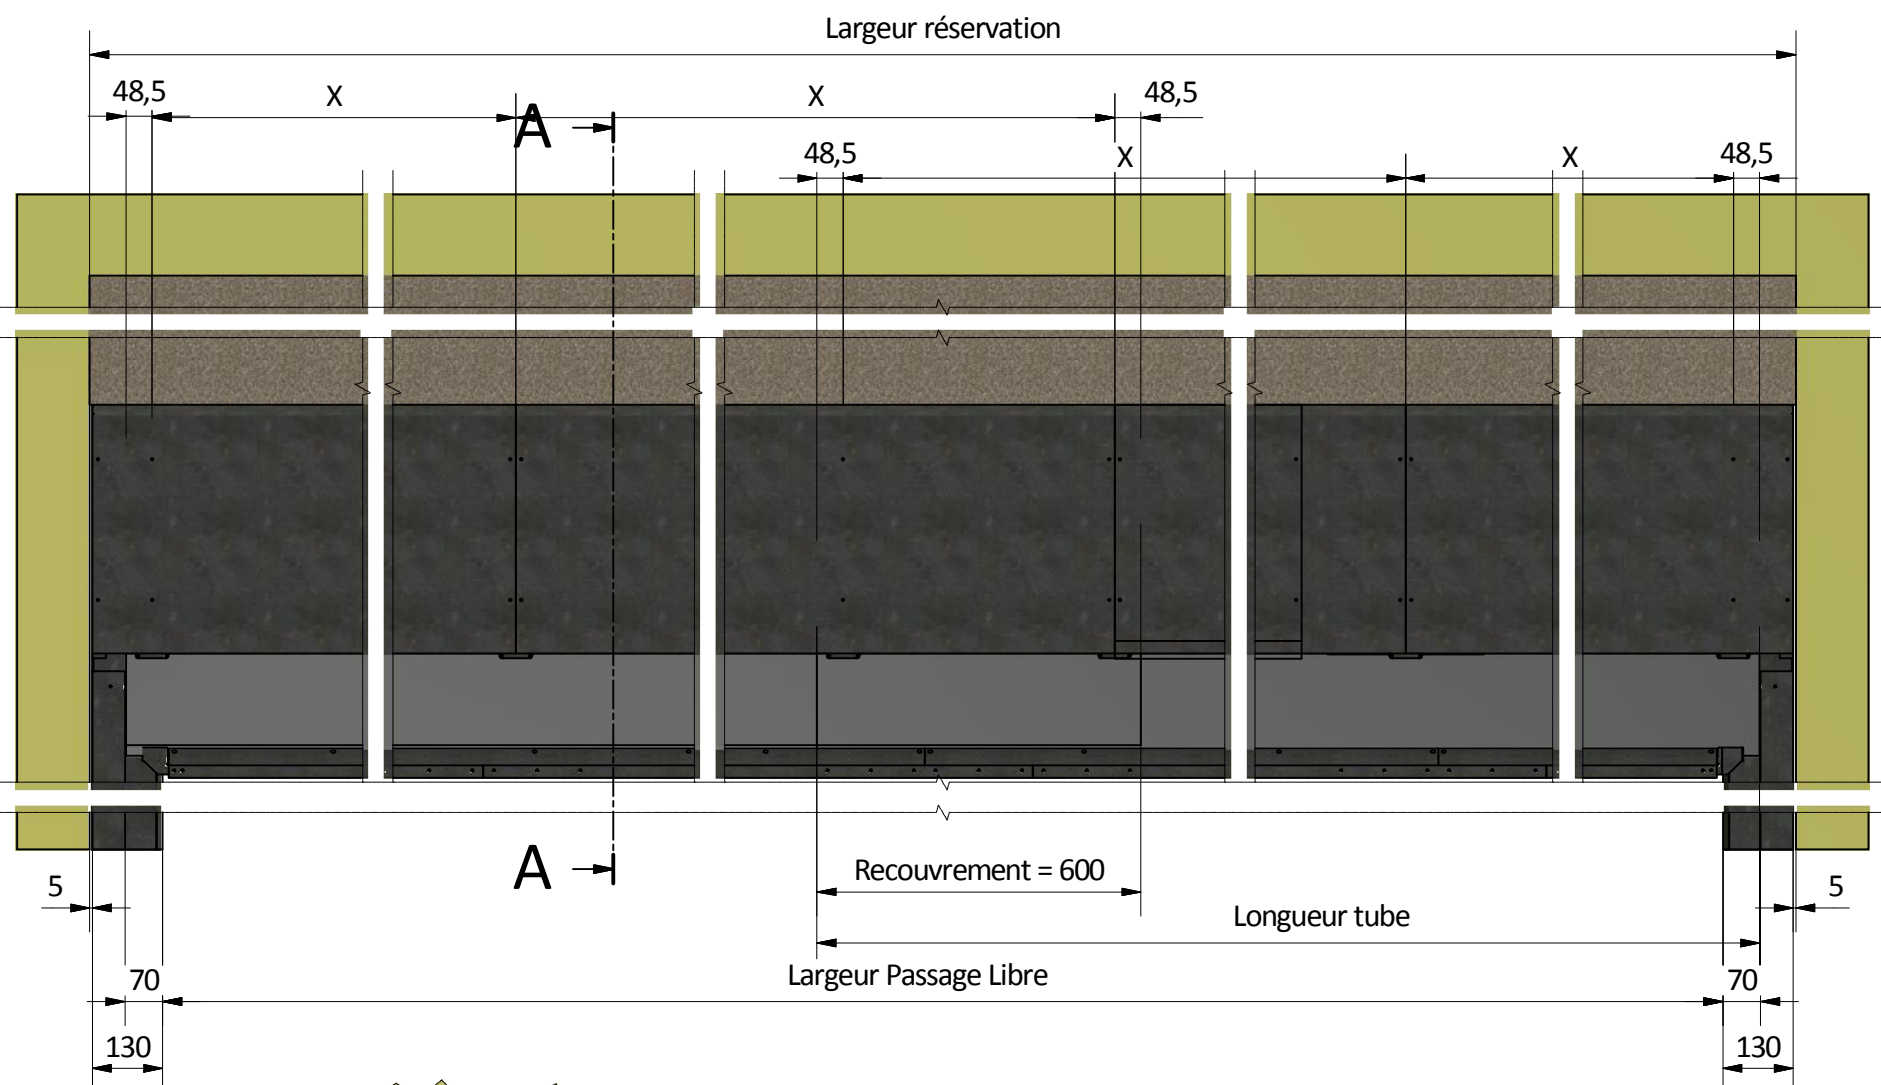 Largeur réservation
48,5
X
X
48,5
A
48,5
X
X
48,5
A
Recouvrement = 600
5
5
Longueur tube
Largeur Passage Libre
70
70
130
130